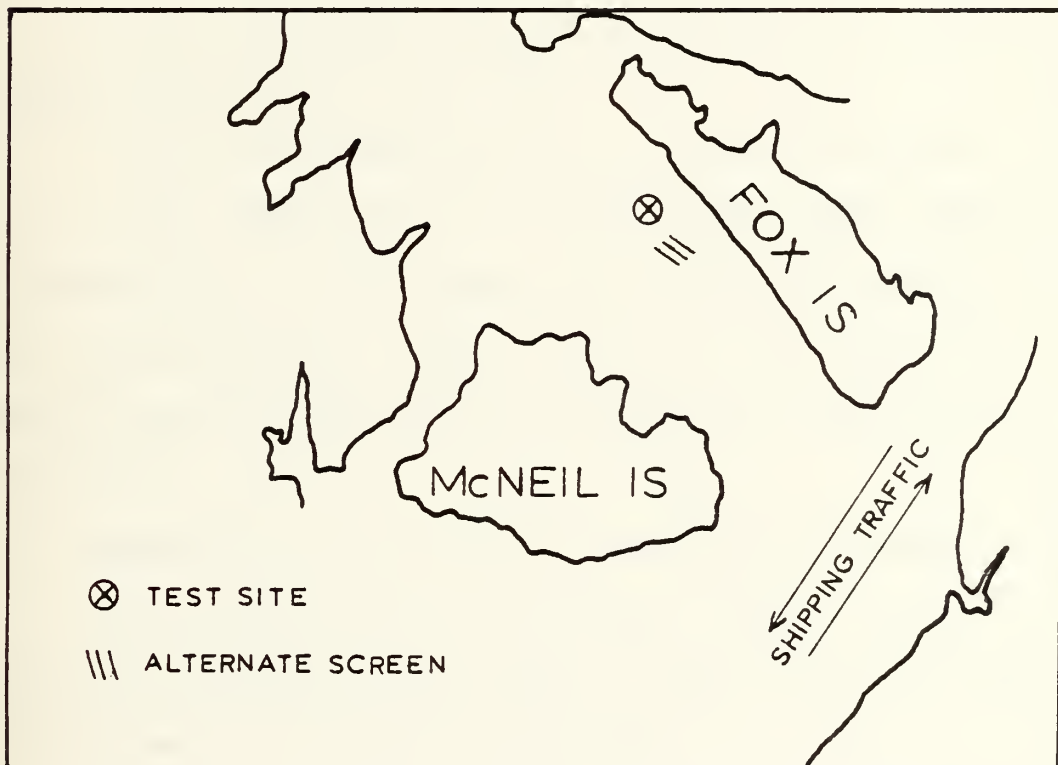 FOX IS
McNEIL IS
SHIPPING TRAFFIC
TEST SITE
ALTERNATE SCREEN